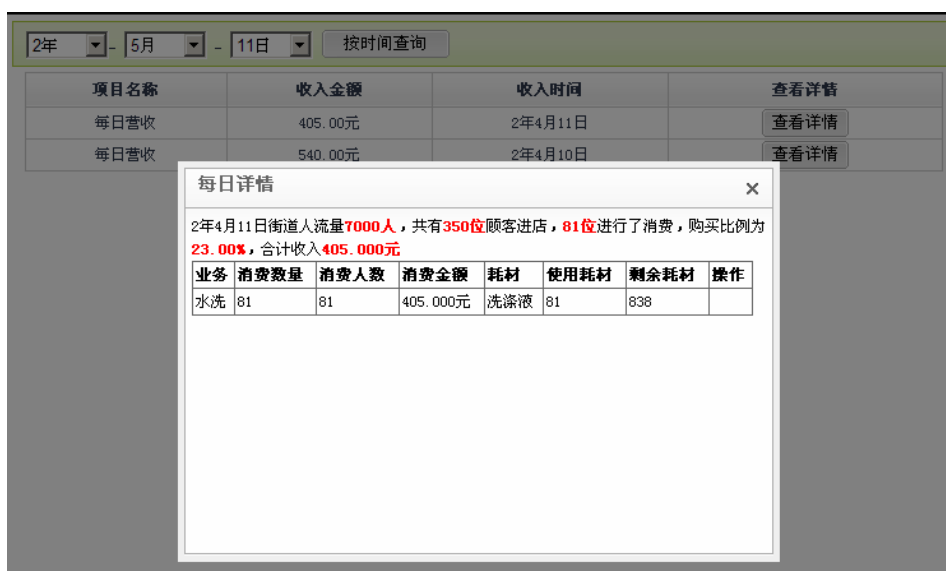 2年 - 5月 - 11日 按时间查询
项目名称 收入金额 收入时间 查看详情
每日营收 405.00元 2年4月11日 查看详情
每日营收 540.00元 2年4月10日 查看详情
每日详情 ×
2年4月11日街道人流量7000人，共有350位顾客进店，81位进行了消费，购买比例为
23.00%，合计收入405.000元
业务 消费数量 消费人数 消费金额 耗材 使用耗材 剩余耗材 操作
水洗 81 81 405.000元 洗涤液 81 838